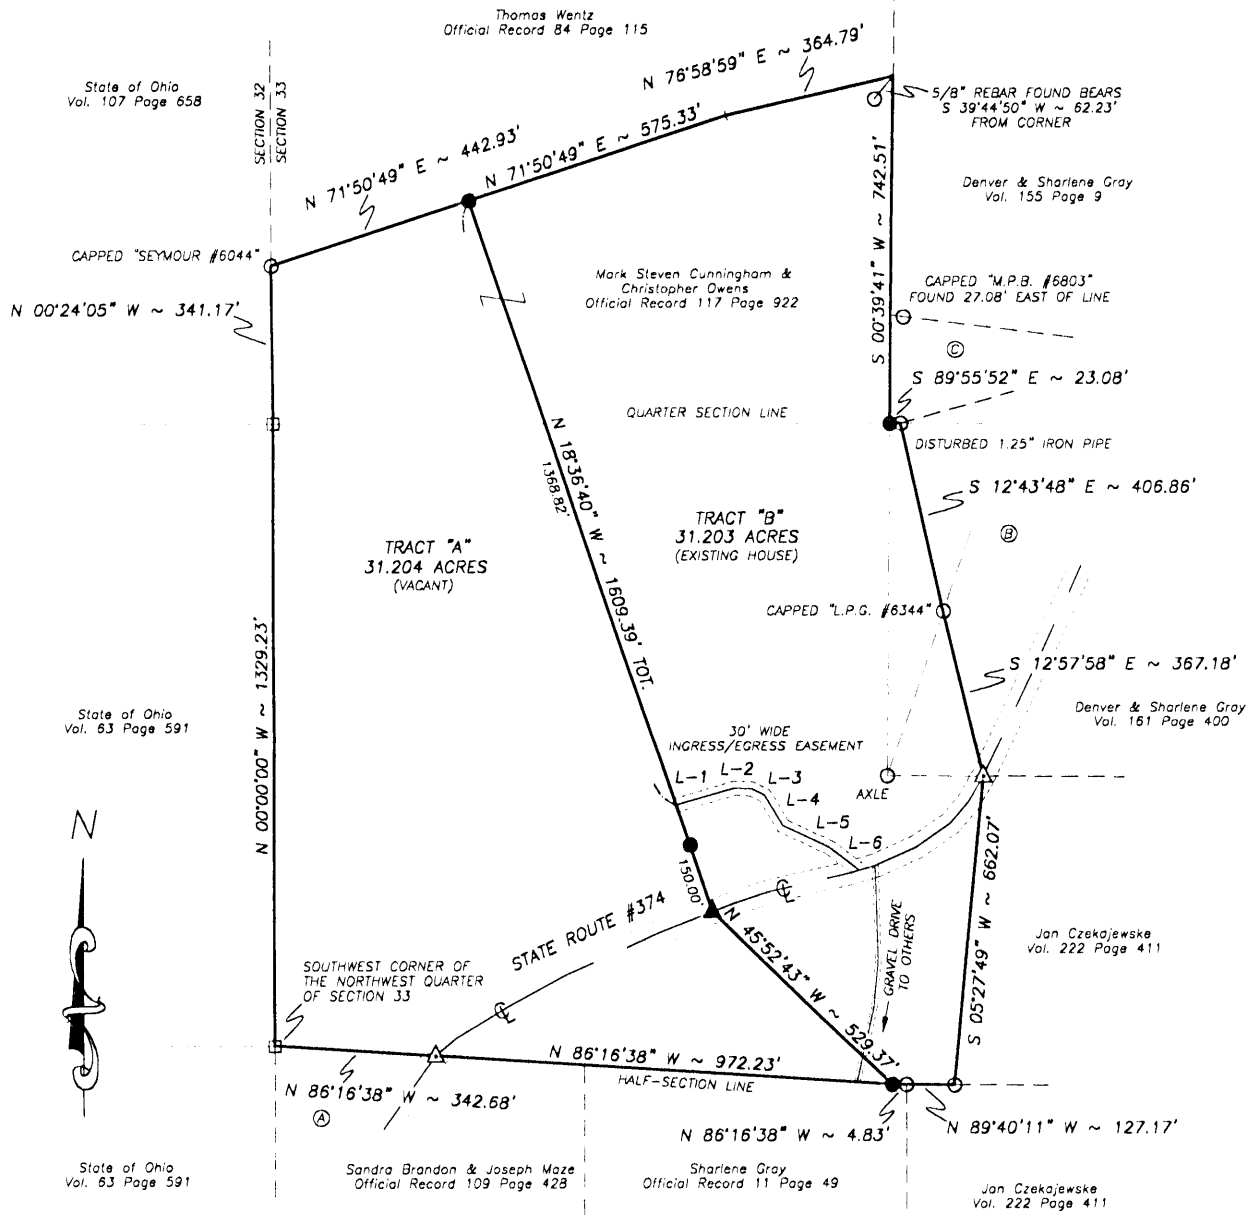 Thomas Wentz
Official Record 84 Page 115
State of Ohio
Vol. 107 Page 658
SECTION 32
SECTION 33
N 76°58'59" E ~ 364.79'
5/8" REBAR FOUND BEARS
S 39°44'50" W ~ 62.23'
FROM CORNER
N 71°50'49" E ~ 442.93'
N 71°50'49" E ~ 575.33'
S 00°39'41" W ~ 742.51'
Denver & Sharlene Gray
Vol. 155 Page 9
CAPPED "SEYMOUR #6044"
N 00°24'05" W ~ 341.17'
Mark Steven Cunningham &
Christopher Owens
Official Record 117 Page 922
CAPPED "M.P.B. #6803"
FOUND 27.08' EAST OF LINE
C
S 89°55'52" E ~ 23.08'
QUARTER SECTION LINE
DISTURBED 1.25" IRON PIPE
N 18°36'40" W ~ 1609.39' TOT.
1368.82'
S 12°43'48" E ~ 406.86'
TRACT "B"
31.203 ACRES
(EXISTING HOUSE)
B
TRACT "A"
31.204 ACRES
(VACANT)
CAPPED "L.P.G. #6344"
N 00°00'00" W ~ 1329.23'
S 12°57'58" E ~ 367.18'
State of Ohio
Vol. 63 Page 591
Denver & Sharlene Gray
Vol. 161 Page 400
30' WIDE
INGRESS/EGRESS EASEMENT
L-1
L-2
L-3
L-4
L-5
L-6
AXLE
N
150.00'
S 05°27'49" W ~ 662.07'
STATE ROUTE #374
N 45°52'43" W ~ 529.37'
GRAVEL DRIVE
TO OTHERS
Jan Czekajewske
Vol. 222 Page 411
SOUTHWEST CORNER OF
THE NORTHWEST QUARTER
OF SECTION 33
N 86°16'38" W ~ 972.23'
HALF-SECTION LINE
N 86°16'38" W ~ 342.68'
A
N 86°16'38" W ~ 4.83'
N 89°40'11" W ~ 127.17'
State of Ohio
Vol. 63 Page 591
Sandra Brandon & Joseph Maze
Official Record 109 Page 428
Sharlene Gray
Official Record 11 Page 49
Jan Czekajewske
Vol. 222 Page 411